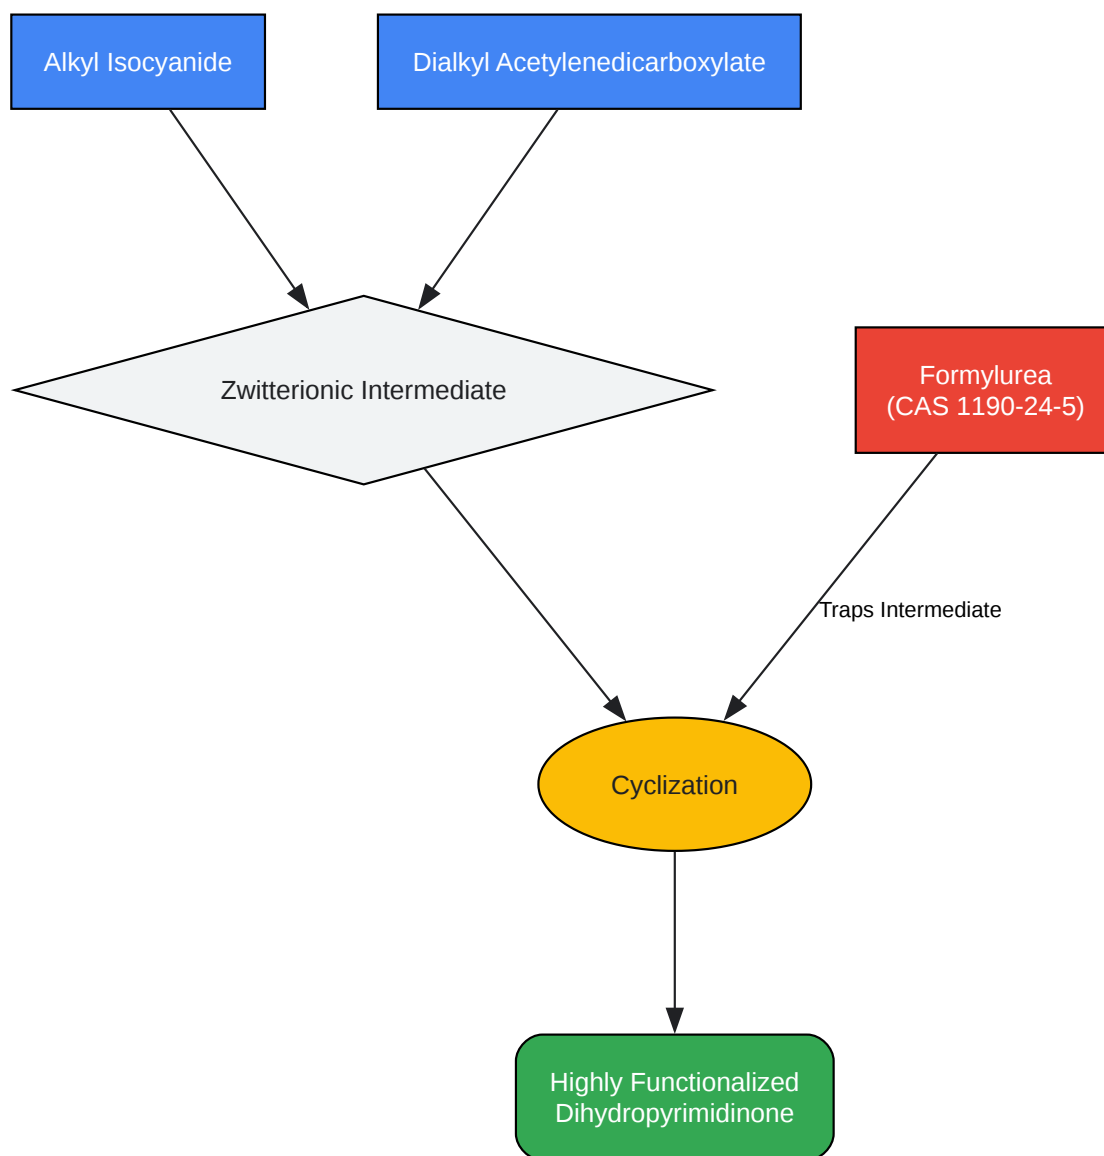 Alkyl Isocyanide
Dialkyl Acetylenedicarboxylate
Zwitterionic Intermediate
Formylurea
(CAS 1190-24-5)
Traps Intermediate
Cyclization
Highly Functionalized
Dihydropyrimidinone